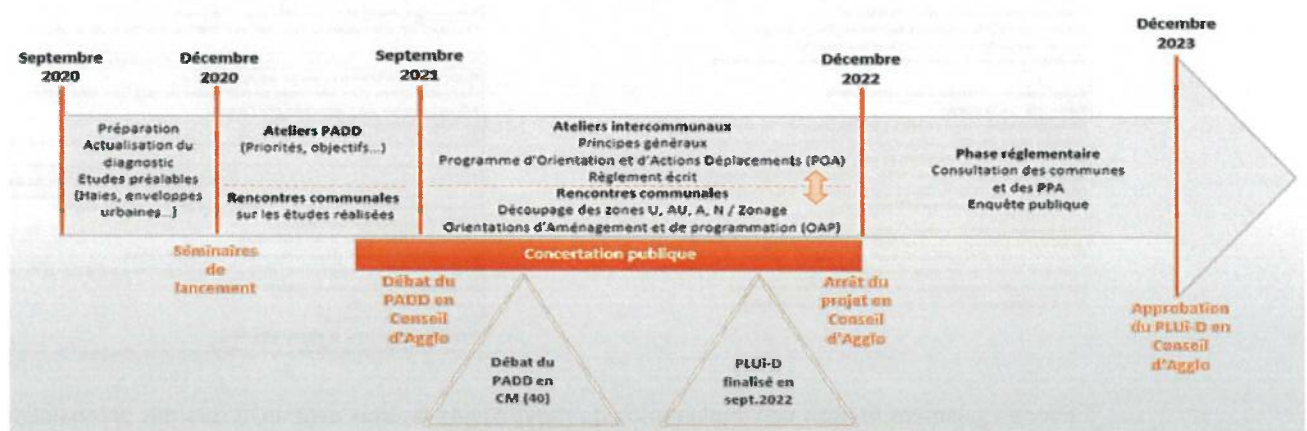 Septembre
2020
Décembre
2020
Septembre
2021
Décembre
2022
Décembre
2023
Préparation
Actualisation du
diagnostic
Etudes préalables
(Haies, enveloppes
urbaines...)
Ateliers PADD
(Priorités, objectifs...)
Rencontres communales
sur les études réalisées
Ateliers intercommunaux
Principes généraux
Programme d'Orientation et d'Actions Déplacements (POA)
Règlement écrit
Rencontres communales
Découpage des zones U, AU, A, N / Zonage
Orientations d'Aménagement et de programmation (OAP)
Phase réglementaire
Consultation des communes
et des PPA
Enquête publique
Concertation publique
Séminaires
de
lancement
Débat du
PADD en
Conseil
d'Agglo
Arrêt du
projet en
Conseil
d'Agglo
Approbation
du PLUi-D en
Conseil
d'Agglo
Débat du
PADD en
CM (40)
PLUi-D
finalisé en
sept.2022